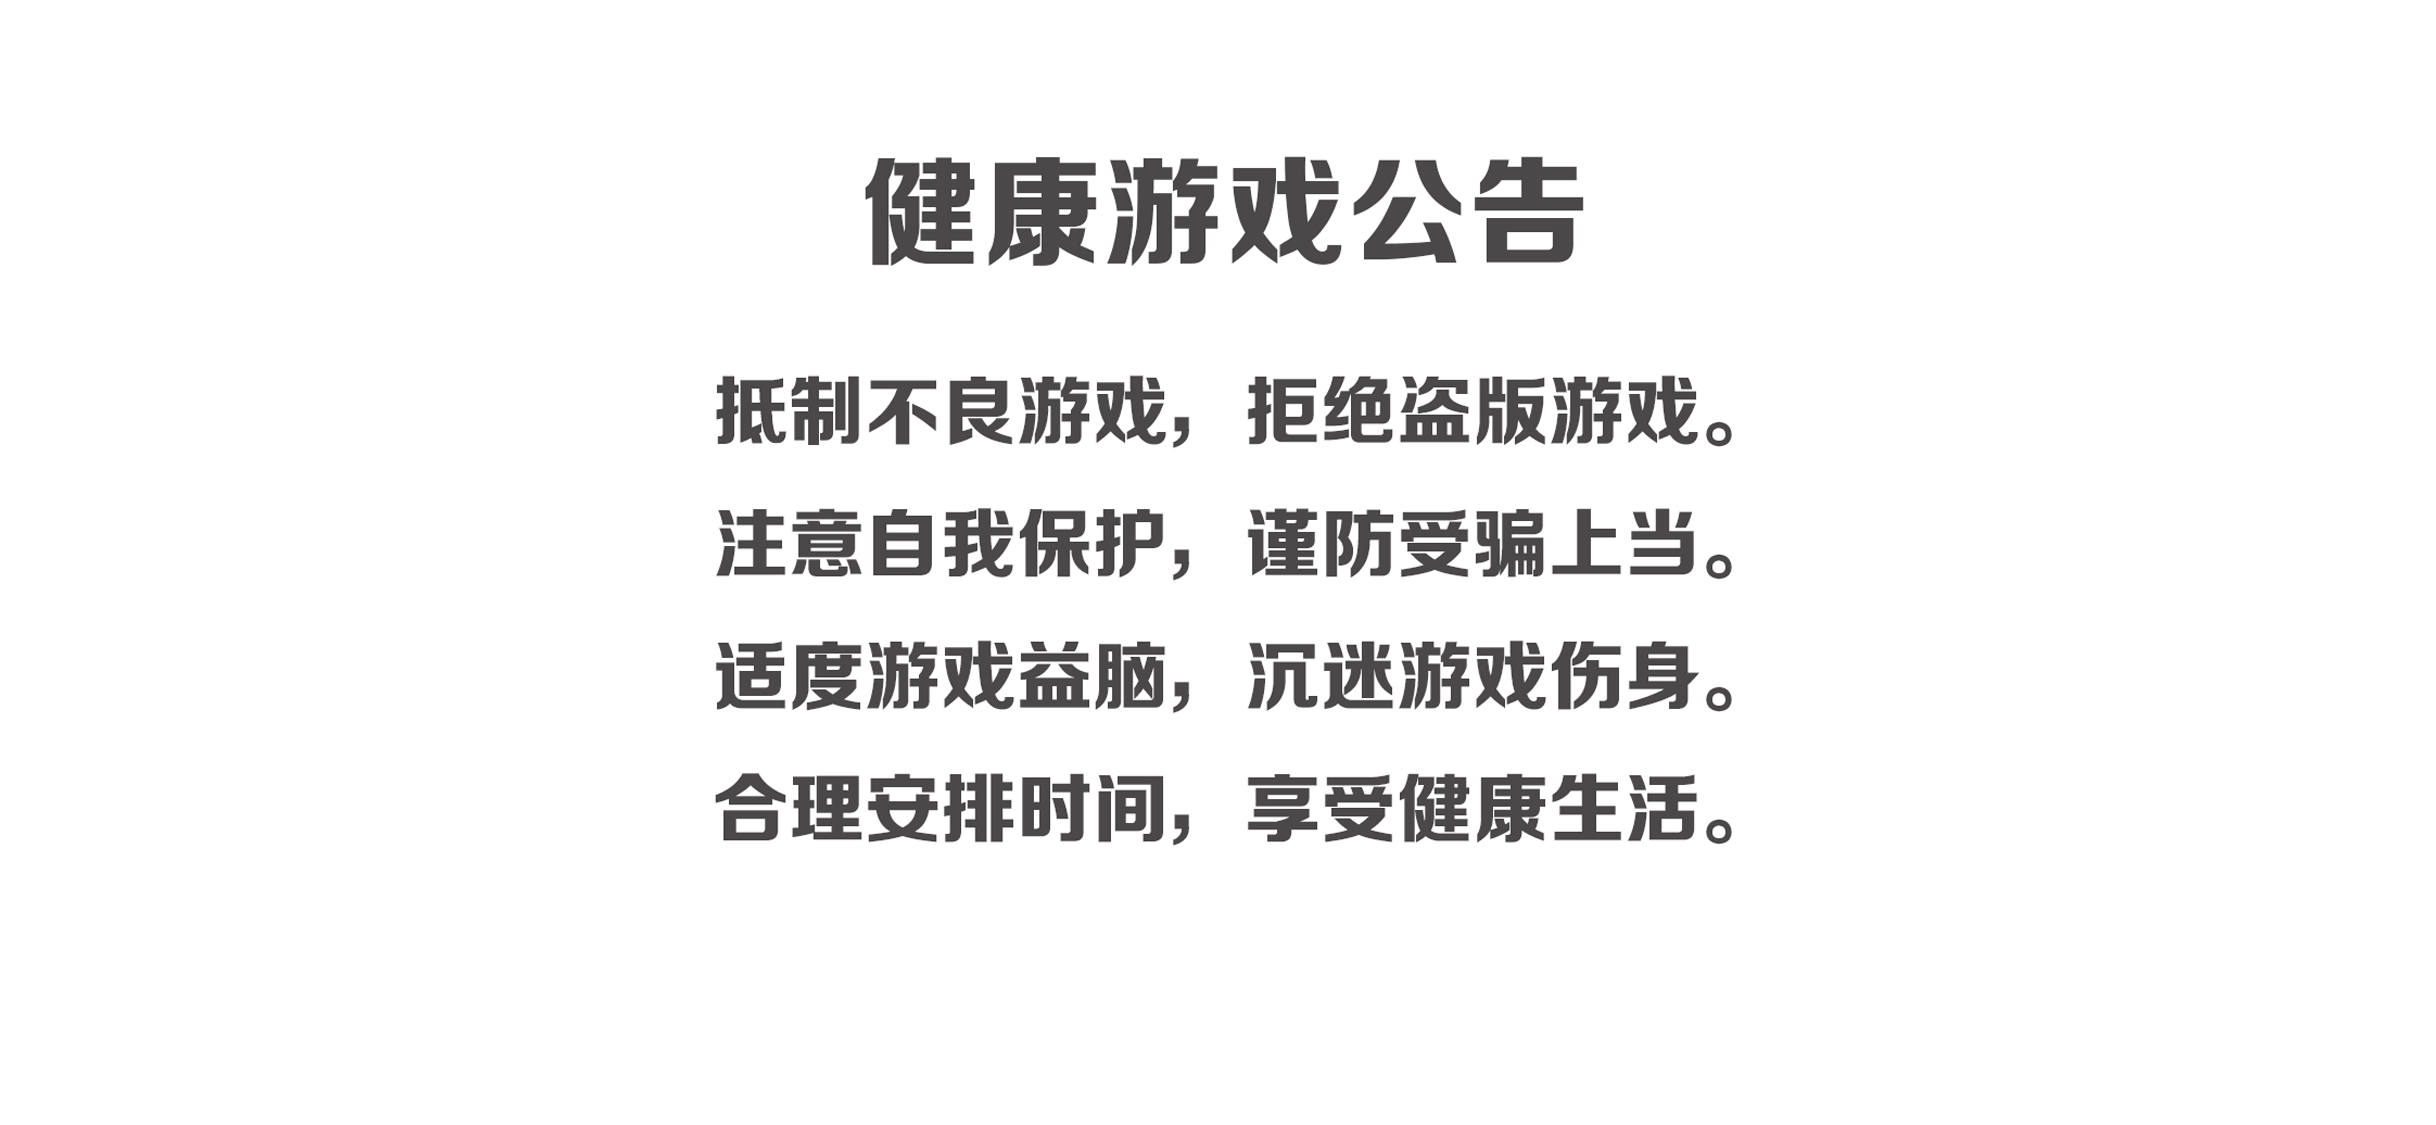 健康游戏公告
抵制不良游戏，拒绝盗版游戏。
注意自我保护，谨防受骗上当。
适度游戏益脑，沉迷游戏伤身。
合理安排时间，享受健康生活。